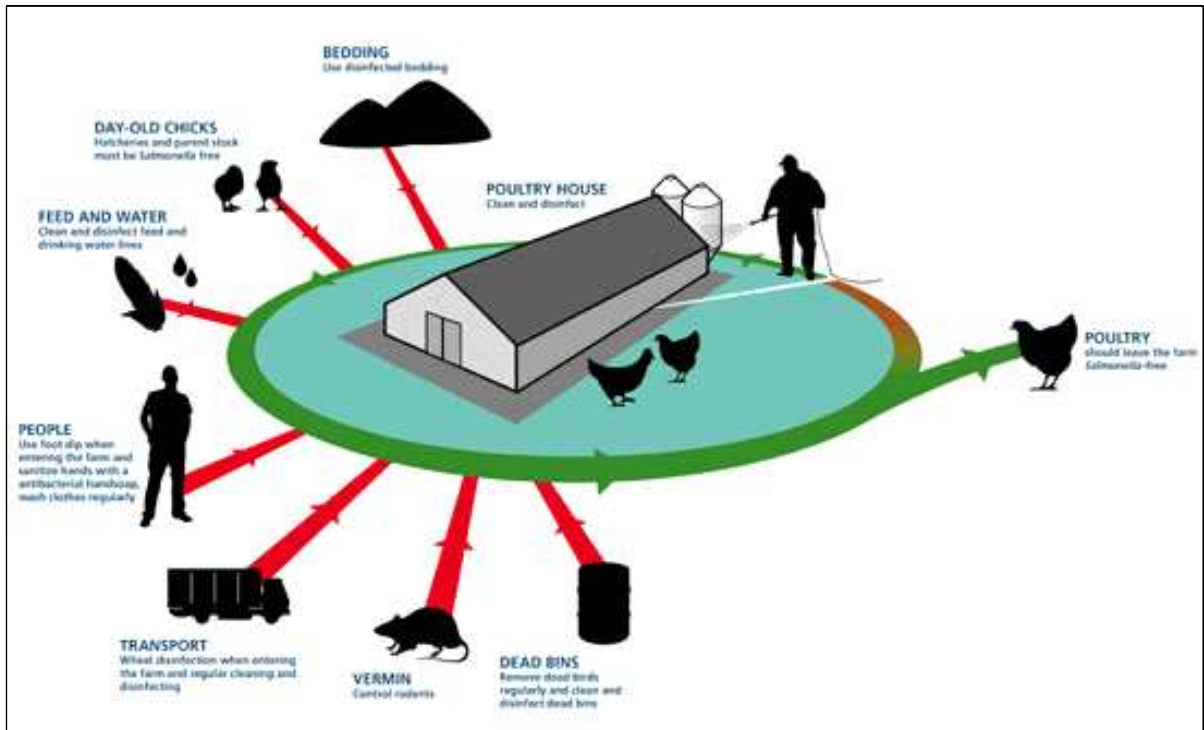 BEDDING
Use disinfected bedding
DAY-OLD CHICKS
Hatcheries and parent stock
must be Salmonella free
POULTRY HOUSE
Clean and disinfect
FEED AND WATER
Clean and disinfect feed and
drinking water lines
POULTRY
should leave the farm
Salmonella-free
PEOPLE
Use foot dip when
entering the farm and
sanitize hands with a
antibacterial handsoap,
wash clothes regularly
TRANSPORT
Wheel disinfection when entering
the farm and regular cleaning and
disinfecting
VERMIN
Control rodents
DEAD BINS
Remove dead birds
regularly and clean and
disinfect dead bins